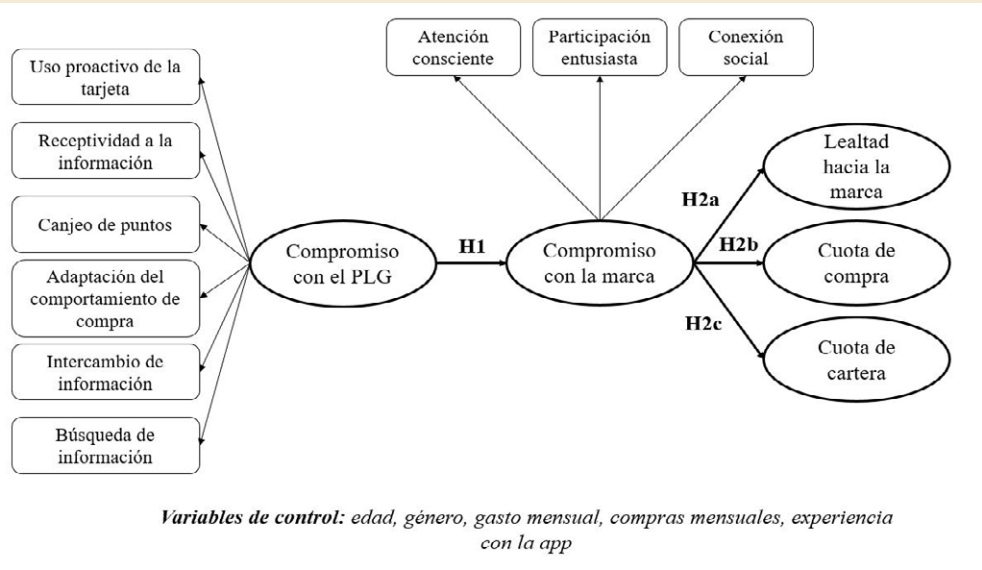 Atención
consciente
Participación
entusiasta
Conexión
social
Uso proactivo de la
tarjeta
Receptividad a la
información
Canjeo de puntos
Adaptación del
comportamiento de
compra
Intercambio de
información
Búsqueda de
información
Compromiso
con el PLG
H1
Compromiso
con la marca
H2a
H2b
H2c
Lealtad
hacia la
marca
Cuota de
compra
Cuota de
cartera
Variables de control: edad, género, gasto mensual, compras mensuales, experiencia
con la app